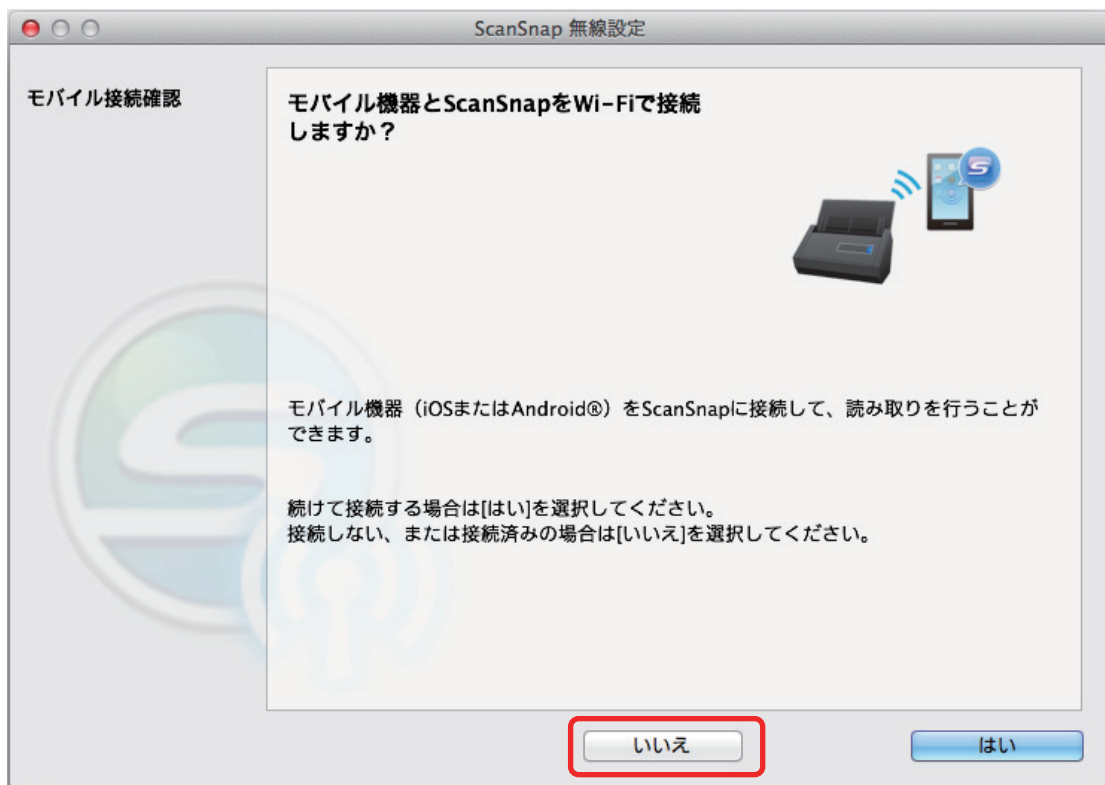 ScanSnap 無線設定
モバイル接続確認
モバイル機器とScanSnapをWi-Fiで接続
しますか？
モバイル機器（iOSまたはAndroid®）をScanSnapに接続して、読み取りを行うことが
できます。
続けて接続する場合は[はい]を選択してください。
接続しない、または接続済みの場合は[いいえ]を選択してください。
いいえ
はい